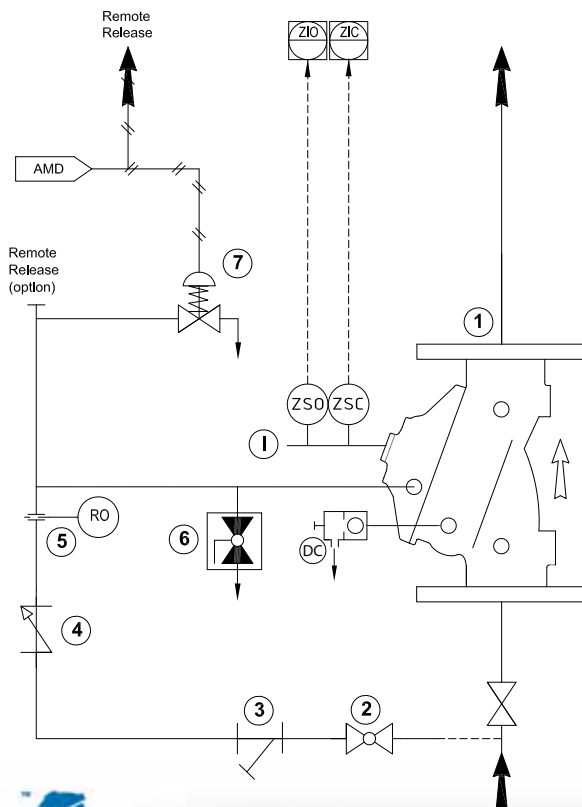 Remote
Release
ZIO
ZIC
AMD
Remote
Release
(option)
7
1
ZSO
ZSC
I
RO
5
6
DC
4
3
2
TM